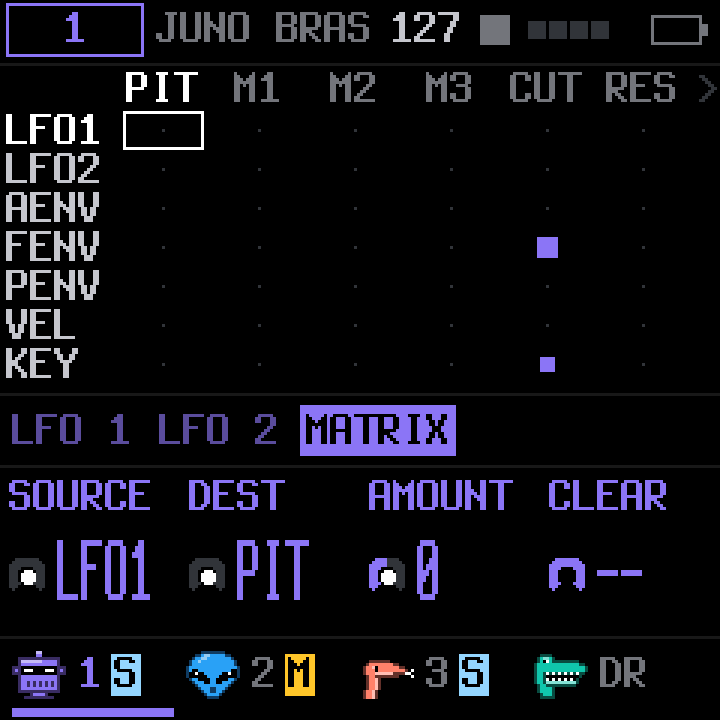 1 JUNO BRAS 127
PIT M1 M2 M3 CUT RES >
LFO1
LFO2
AENV
FENV
PENV
VEL
KEY
LFO 1 LFO 2 MATRIX
SOURCE DEST AMOUNT CLEAR
LFO1 PIT 0 --
1 S 2 M 3 S DR